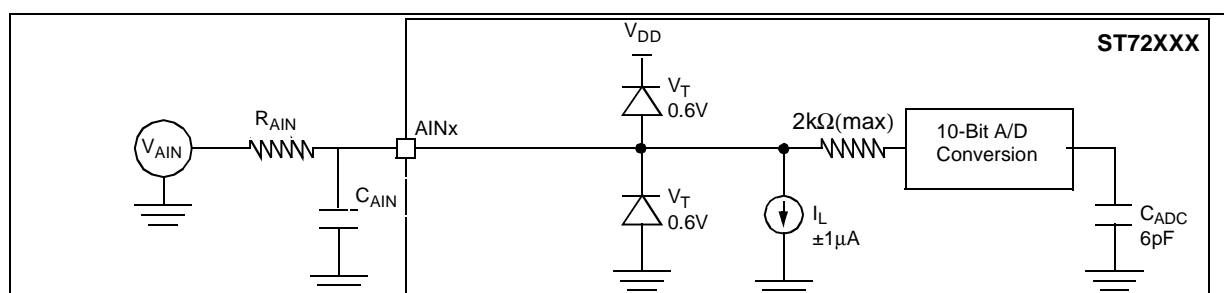 V_DD
ST72XXX
V_T
0.6V
R_AIN
AINx
2kΩ(max)
10-Bit A/D
Conversion
V_AIN
C_AIN
V_T
0.6V
I_L
±1μA
C_ADC
6pF